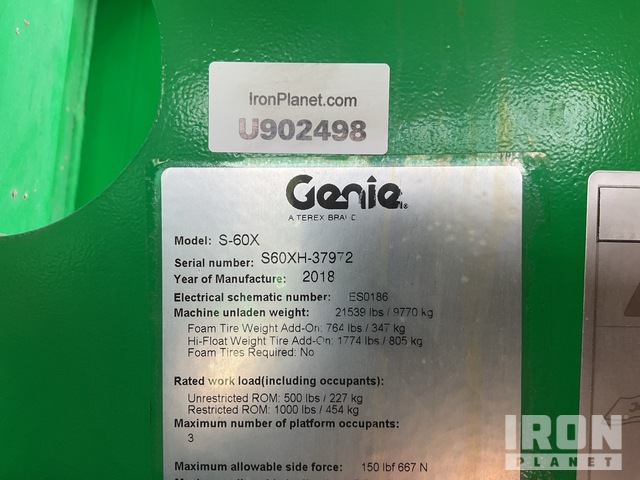 IronPlanet.com
U902498
Genie
A TEREX BRAND
Model: S-60X
Serial number: S60XH-37972
Year of Manufacture: 2018
Electrical schematic number: ES0186
Machine unladen weight: 21539 lbs / 9770 kg
Foam Tire Weight Add-On: 764 lbs / 347 kg
Hi-Float Weight Tire Add-On: 1774 lbs / 805 kg
Foam Tires Required: No
Rated work load(including occupants):
Unrestricted ROM: 500 lbs / 227 kg
Restricted ROM: 1000 lbs / 454 kg
Maximum number of platform occupants:
3
Maximum allowable side force: 150 lbf 667 N
IRON
PLANET